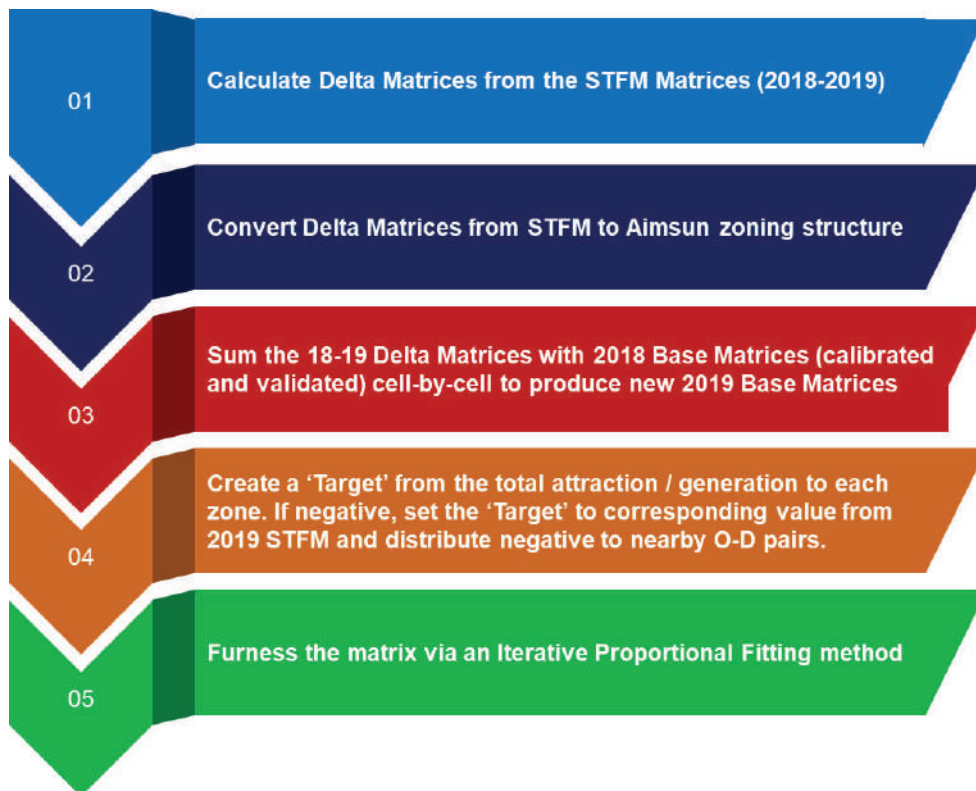 01
Calculate Delta Matrices from the STFM Matrices (2018-2019)
02
Convert Delta Matrices from STFM to Aimsun zoning structure
03
Sum the 18-19 Delta Matrices with 2018 Base Matrices (calibrated
and validated) cell-by-cell to produce new 2019 Base Matrices
04
Create a ‘Target’ from the total attraction / generation to each
zone. If negative, set the ‘Target’ to corresponding value from
2019 STFM and distribute negative to nearby O-D pairs.
05
Furness the matrix via an Iterative Proportional Fitting method